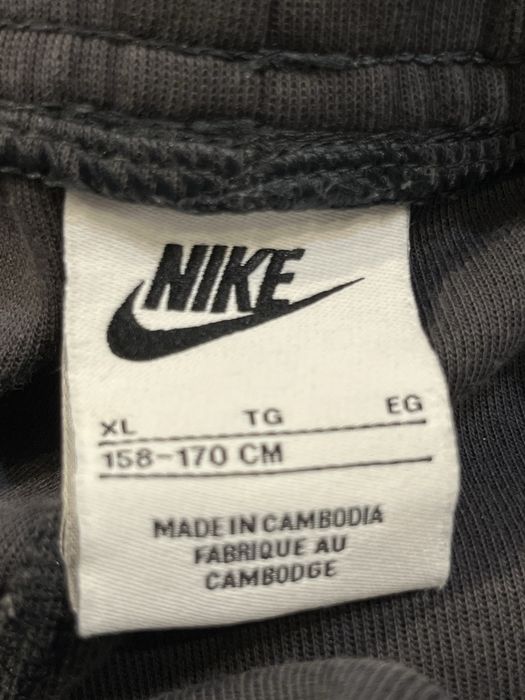 NIKE
XL TG EG
158-170 CM
MADE IN CAMBODIA
FABRIQUE AU
CAMBODGE